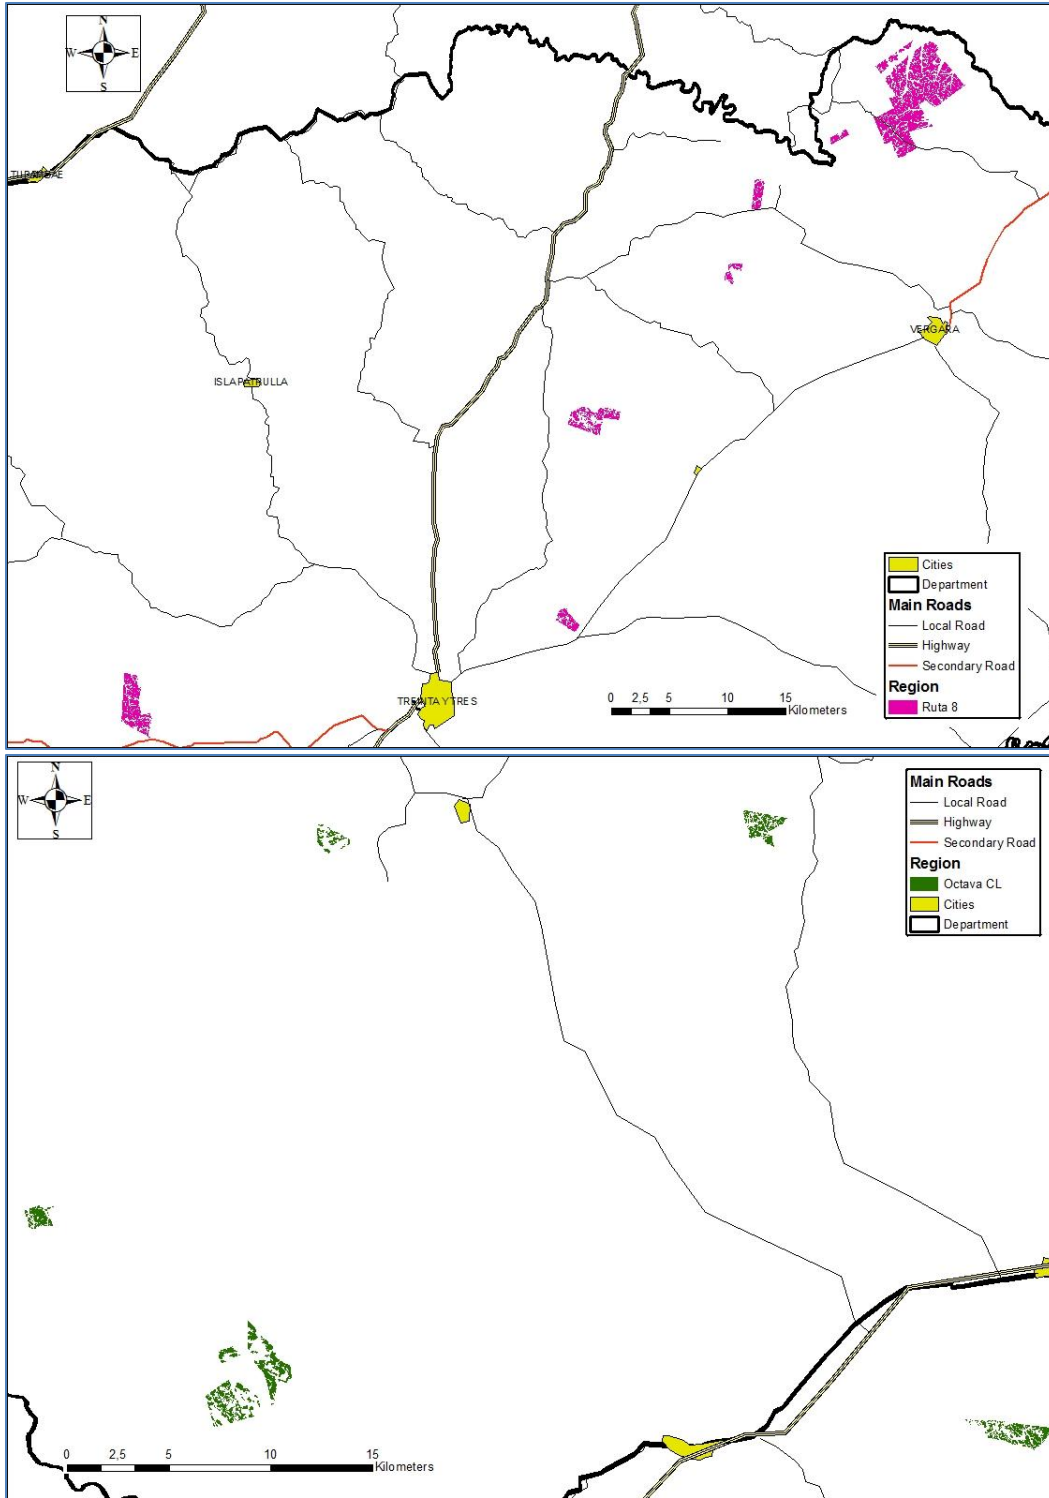 N
W E
S
TUPAMBAE
VERGARA
ISLAPATRULLA
TREINTA Y TRES
0 2,5 5 10 15
Kilometers
Cities
Department
Main Roads
Local Road
Highway
Secondary Road
Region
Ruta 8
N
W E
S
Main Roads
Local Road
Highway
Secondary Road
Region
Octava CL
Cities
Department
0 2,5 5 10 15
Kilometers